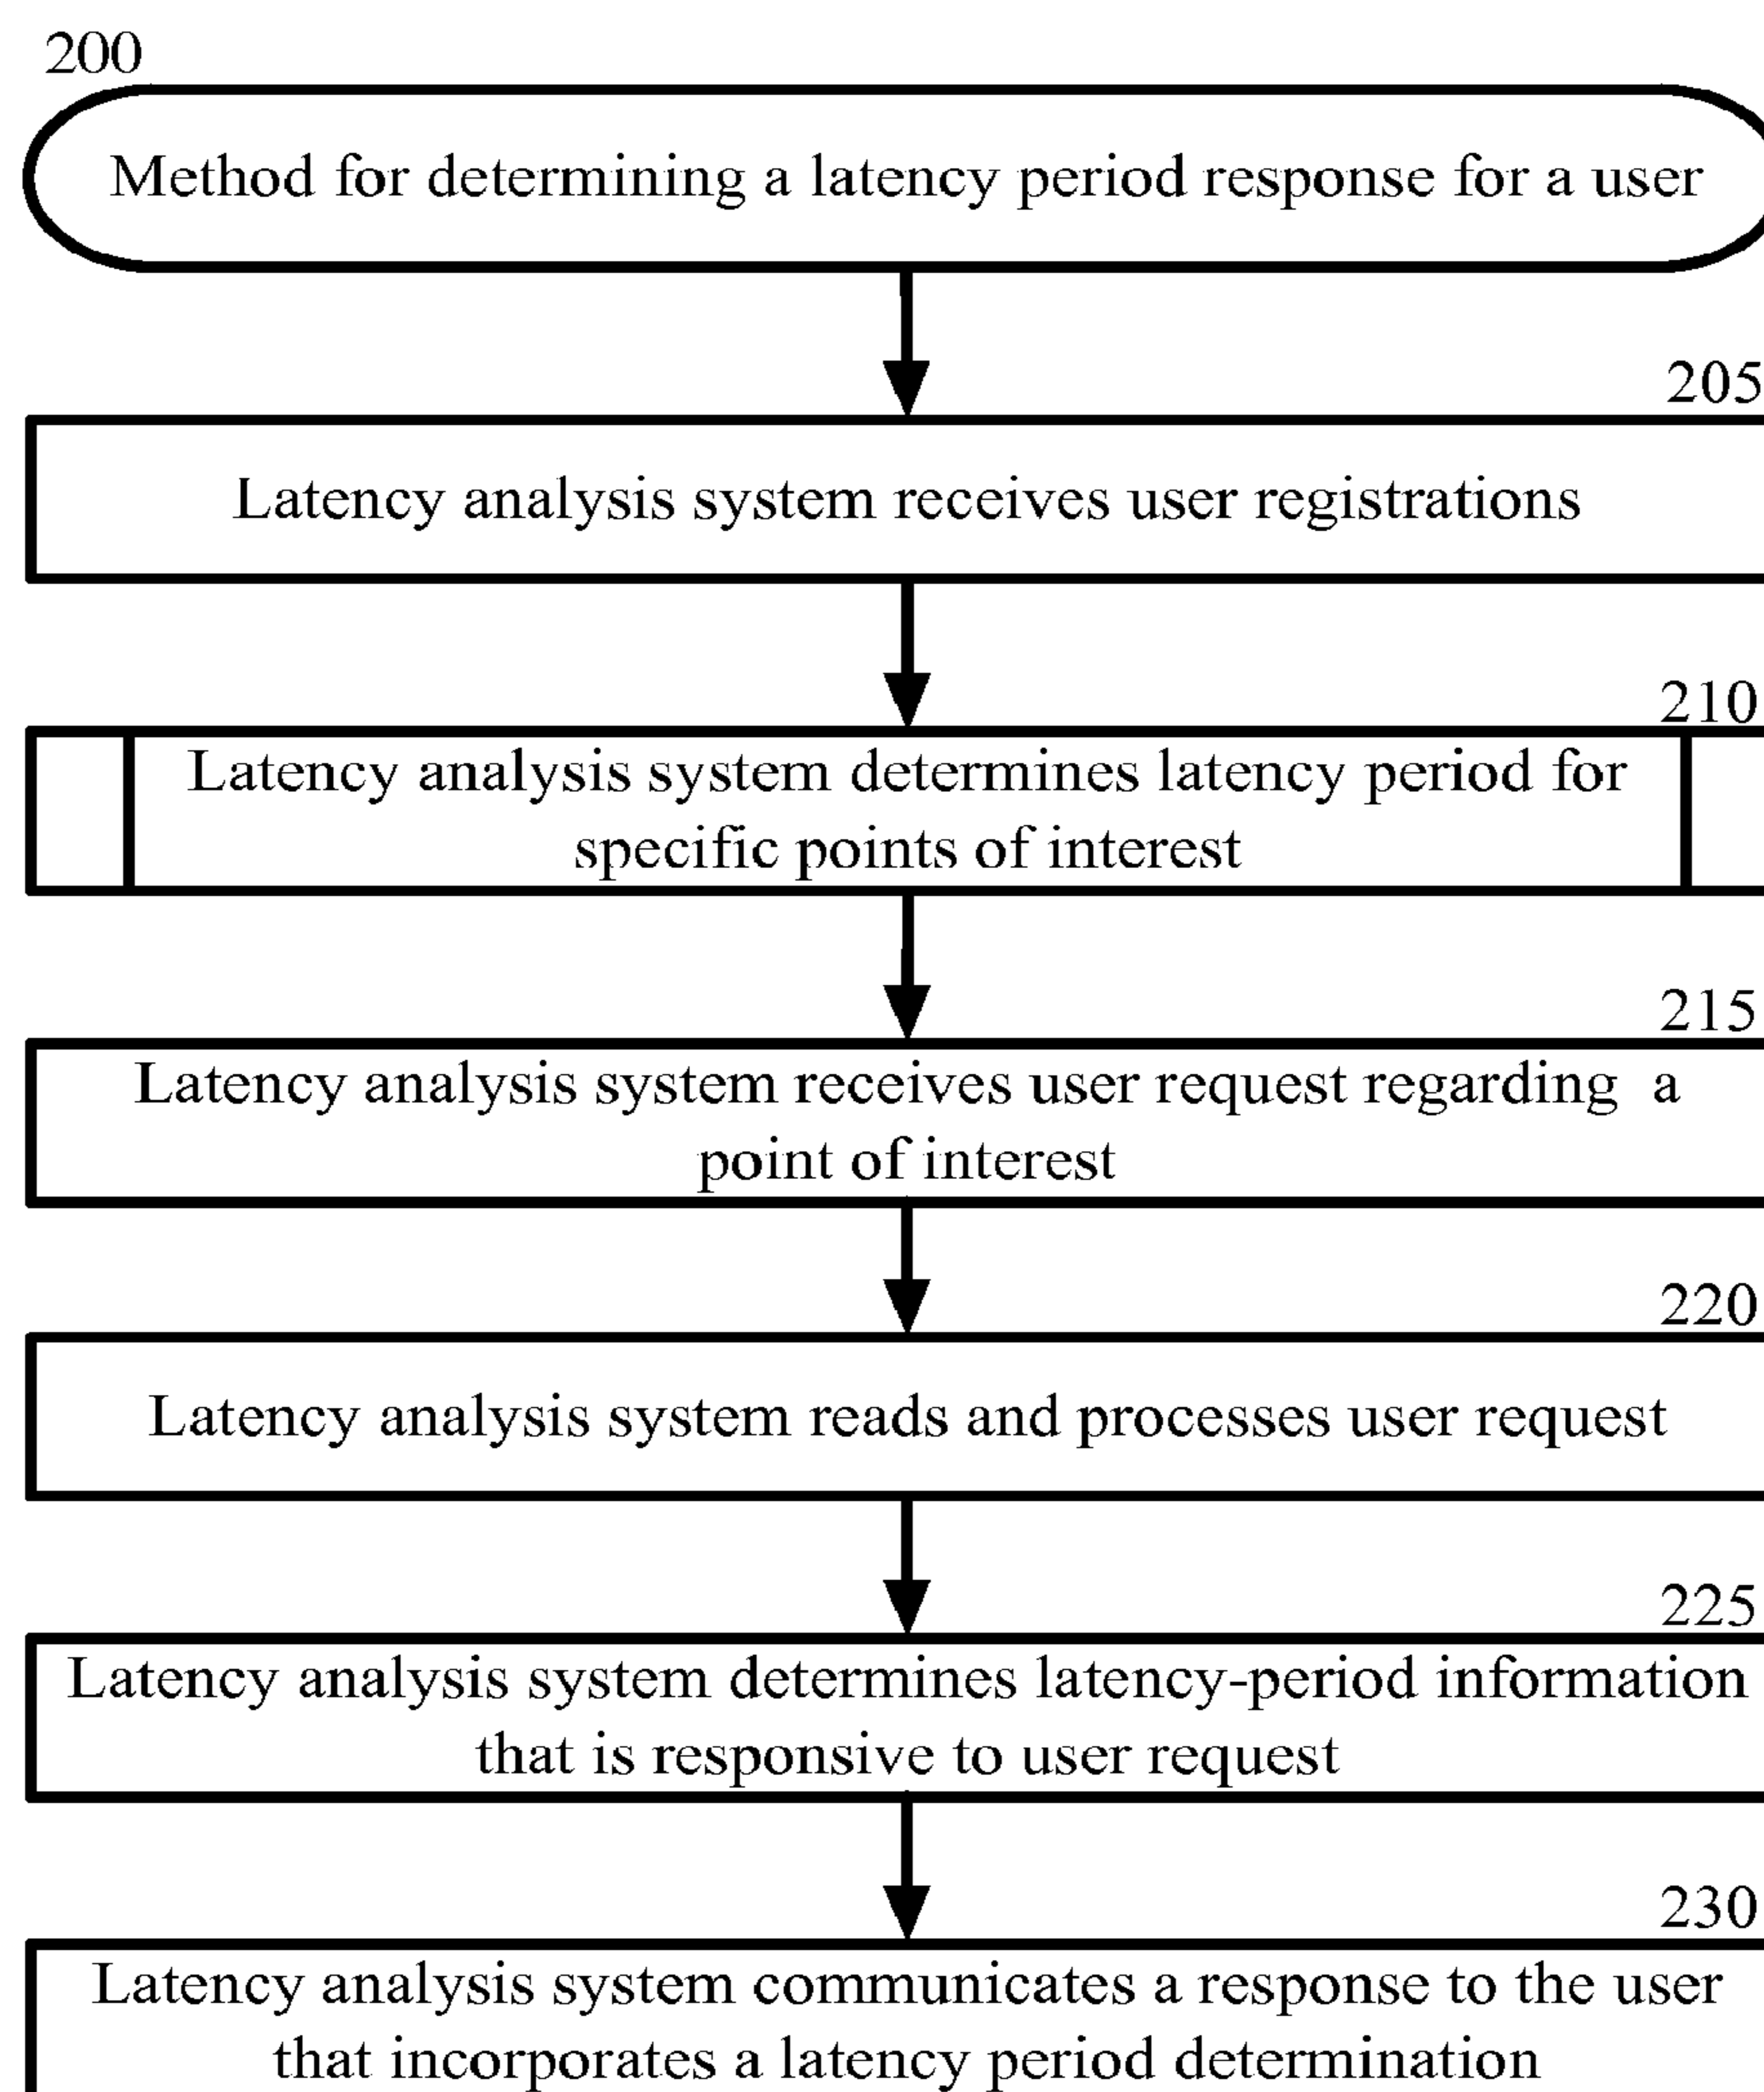 200
Method for determining a latency period response for a user
205
Latency analysis system receives user registrations
210
Latency analysis system determines latency period for
specific points of interest
215
Latency analysis system receives user request regarding a
point of interest
220
Latency analysis system reads and processes user request
225
Latency analysis system determines latency-period information
that is responsive to user request
230
Latency analysis system communicates a response to the user
that incorporates a latency period determination